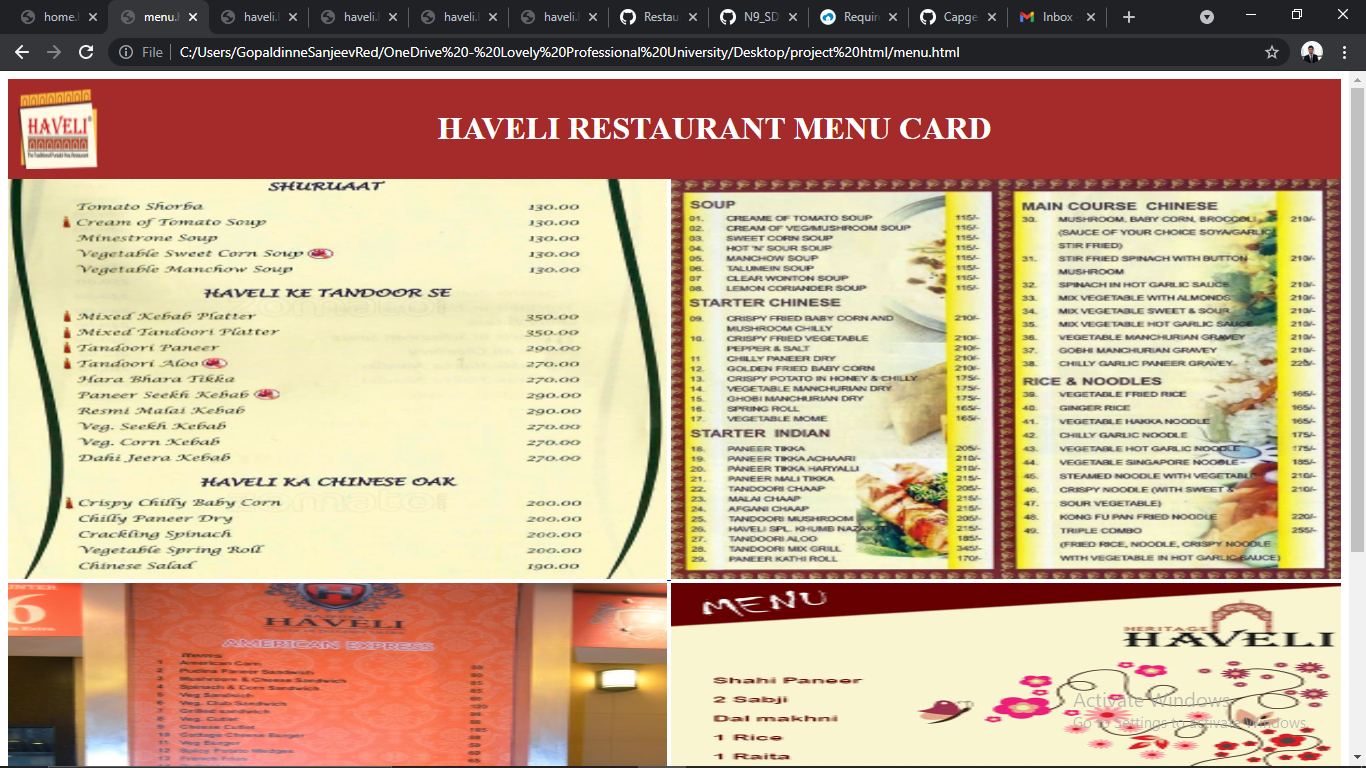 home.l
menu.l
haveli.l
haveli.l
haveli.l
haveli.l
Restau
N9_SD
Requir
Capge
Inbox -
File
C:/Users/GopaldinneSanjeevRed/OneDrive%20-%20Lovely%20Professional%20University/Desktop/project%20html/menu.html
HAVELI
HAVELI RESTAURANT MENU CARD
SHURUAAT
Tomato Shorba 130.00
Cream of Tomato Soup 130.00
Minestrone Soup 130.00
Vegetable Sweet Corn Soup 130.00
Vegetable Manchow Soup 130.00
HAVELI KE TANDOOR SE
Mixed Kebab Platter 350.00
Mixed Tandoori Platter 350.00
Tandoori Paneer 290.00
Tandoori Aloo 270.00
Hara Bhara Tikka 270.00
Paneer Seekh Kebab 290.00
Resmi Malai Kebab 290.00
Veg. Seekh Kebab 270.00
Veg. Corn Kebab 270.00
Dahi Jeera Kebab 270.00
HAVELI KA CHINESE OAK
Crispy Chilly Baby Corn 200.00
Chilly Paneer Dry 200.00
Crackling Spinach 200.00
Vegetable Spring Roll 200.00
Chinese Salad 190.00
SOUP
01. CREAME OF TOMATO SOUP 115/-
02. CREAM OF VEG/MUSHROOM SOUP 115/-
03. SWEET CORN SOUP 115/-
04. HOT 'N' SOUR SOUP 115/-
05. MANCHOW SOUP 115/-
06. TALUMEIN SOUP 115/-
07 CLEAR WONTON SOUP 115/-
08. LEMON CORIANDER SOUP 115/-
STARTER CHINESE
09. CRISPY FRIED BABY CORN AND 210/-
MUSHROOM CHILLY
10. CRISPY FRIED VEGETABLE 210/-
PEPPER & SALT
11 CHILLY PANEER DRY 210/-
12. GOLDEN FRIED BABY CORN 210/-
13. CRISPY POTATO IN HONEY & CHILLY 175/-
14. VEGETABLE MANCHURIAN DRY 175/-
15. GHOBI MANCHURIAN DRY 175/-
16. SPRING ROLL 165/-
17. VEGETABLE MOME 165/-
STARTER INDIAN
18. PANEER TIKKA 205/-
19. PANEER TIKKA ACHAARI 210/-
20. PANEER TIKKA HARYALLI 210/-
21. PANEER MALI TIKKA 215/-
22. TANDOORI CHAAP 205/-
23. MALAI CHAAP 215/-
24. AFGANI CHAAP 215/-
25. TANDOORI MUSHROOM 205/-
26. HAVELI SPL. KHUMB NAZAKAT 215/-
27. TANDOORI ALOO 185/-
28. TANDOORI MIX GRILL 345/-
29. PANEER KATHI ROLL 170/-
MAIN COURSE CHINESE
30. MUSHROOM, BABY CORN, BROCCOLI 210/-
(SAUCE OF YOUR CHOICE SOYA/GARLIC
STIR FRIED)
31. STIR FRIED SPINACH WITH BUTTON 210/-
MUSHROOM
32. SPINACH IN HOT GARLIC SAUCE 210/-
33. MIX VEGETABLE WITH ALMONDS 210/-
34. MIX VEGETABLE SWEET & SOUR 210/-
35. MIX VEGETABLE HOT GARLIC SAUCE 210/-
36. VEGETABLE MANCHURIAN GRAVEY 210/-
37. GOBHI MANCHURIAN GRAVEY 210/-
38. CHILLY GARLIC PANEER GRAVEY 220/-
RICE & NOODLES
39. VEGETABLE FRIED RICE 165/-
40. GINGER RICE 165/-
41. VEGETABLE HAKKA NOODLE 165/-
42. CHILLY GARLIC NOODLE 175/-
43. VEGETABLE HOT GARLIC NOODLE 175/-
44. VEGETABLE SINGAPORE NOODLE 185/-
45. STEAMED NOODLE WITH VEGETABLE 210/-
46. CRISPY NOODLE (WITH SWEET & 210/-
47. SOUR VEGETABLE)
48. KONG FU PAN FRIED NOODLE 220/-
49. TRIPLE COMBO 255/-
(FRIED RICE, NOODLE, CRISPY NOODLE
WITH VEGETABLE IN HOT GARLIC SAUCE)
6
HAVELI
AMERICAN EXPRESS
Items
1 American Corn
2 Pudina Paneer Sandwich
3 Mushroom & Cheese Sandwich
4 Spinach & Corn Sandwich
5 Veg Sandwich
6 Veg. Club Sandwich
7 Grilled sandwich
8 Veg. Cutlet
9 Cheese Cutlet
10 Cottage Cheese Burger
11 Veg Burger
12 Spicy Potato Wedges
13 French Fries
MENU
HERITAGE
HAVELI
Shahi Paneer
2 Sabji
Dal makhni
1 Rice
1 Raita
Activate Windows
Go to Settings to activate Windows.